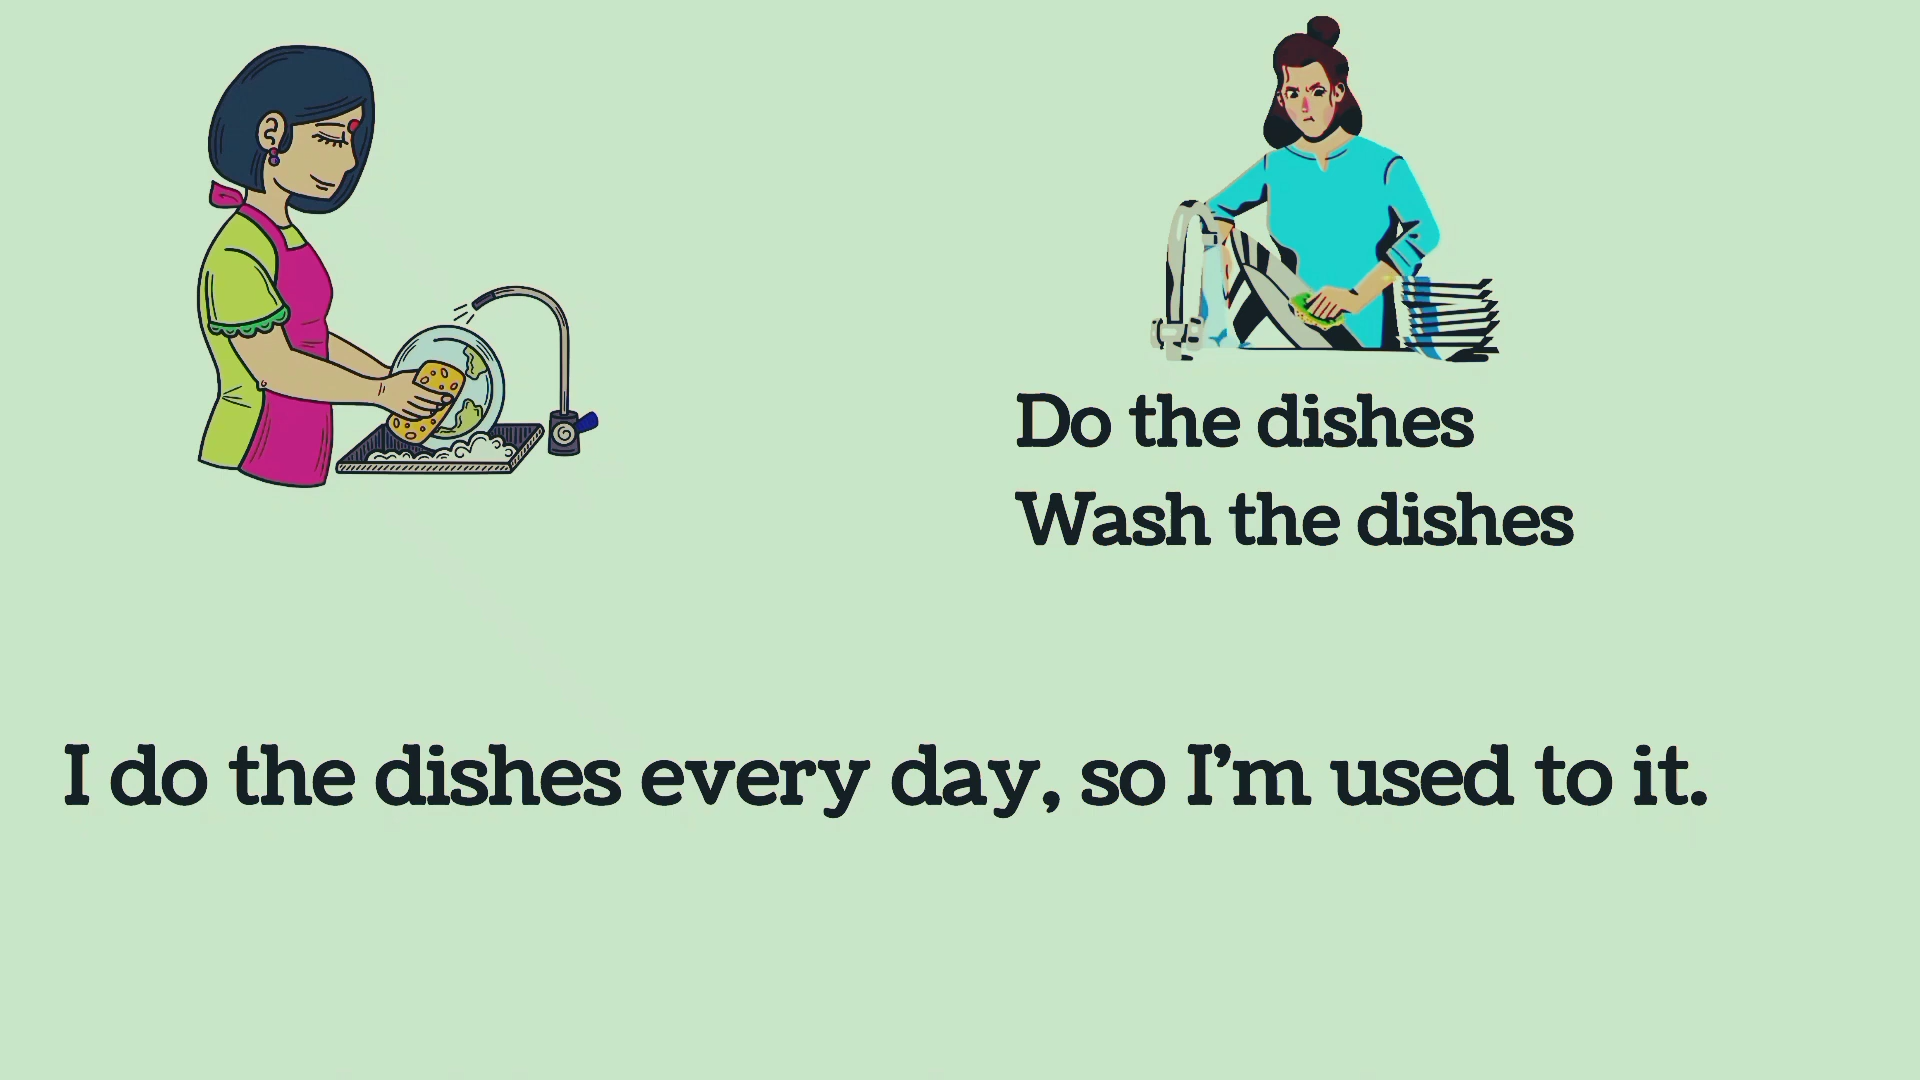 Do the dishes
Wash the dishes
I do the dishes every day, so I’m used to it.